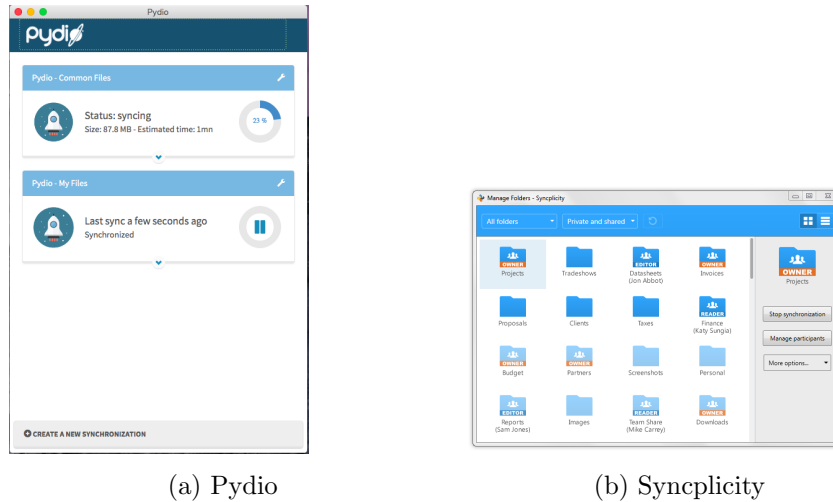 Pydio
Pydio
Pydio - Common Files
Status: syncing
Size: 87.8 MB - Estimated time: 1mn
23 %
Pydio - My Files
Last sync a few seconds ago
Synchronized
CREATE A NEW SYNCHRONIZATION
(a) Pydio
Manage Folders - Syncplicity
All folders
Private and shared
OWNER
Projects
Tradeshows
EDITOR
Datasheets
(Jon Abbot)
OWNER
Invoices
Proposals
Clients
Taxes
READER
Finance
(Katy Sungia)
OWNER
Budget
OWNER
Partners
Screenshots
Personal
EDITOR
Reports
(Sam Jones)
Images
READER
Team Share
(Mike Carrey)
OWNER
Downloads
OWNER
Projects
Stop synchronization
Manage participants
More options...
(b) Syncplicity